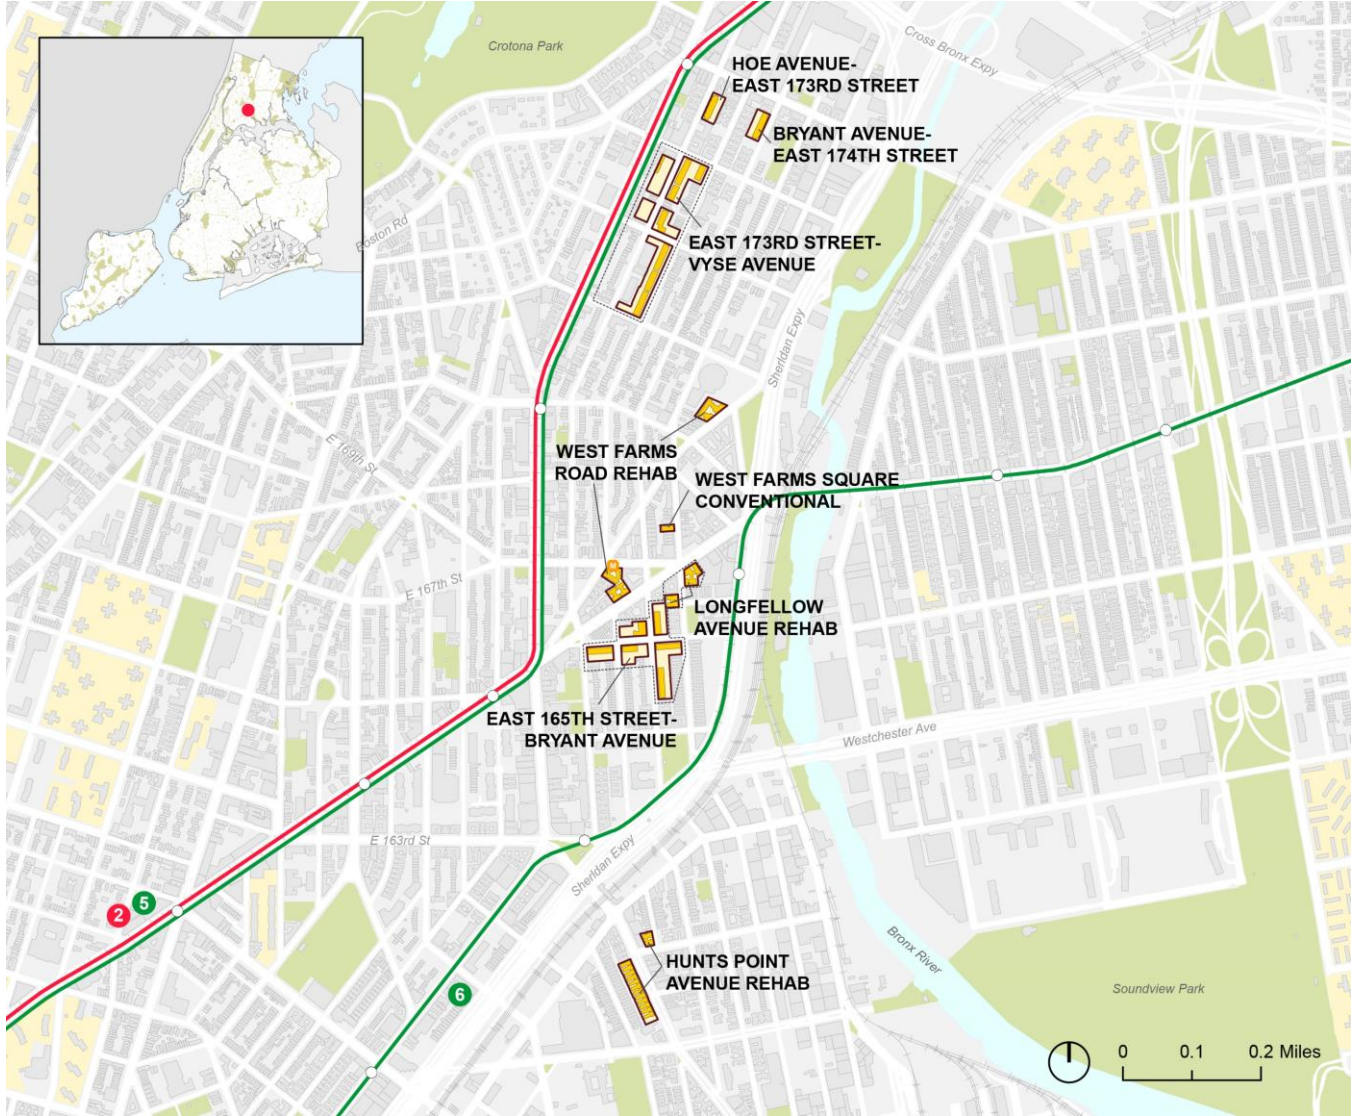 Crotona Park
Cross Bronx Expy
HOE AVENUE-
EAST 173RD STREET
BRYANT AVENUE-
EAST 174TH STREET
Boston Rd
EAST 173RD STREET-
VYSE AVENUE
Sheridan Expy
E 169th St
WEST FARMS
ROAD REHAB
WEST FARMS SQUARE
CONVENTIONAL
E 167th St
LONGFELLOW
AVENUE REHAB
EAST 165TH STREET-
BRYANT AVENUE
Westchester Ave
E 163rd St
Sheridan Expy
2
5
6
HUNTS POINT
AVENUE REHAB
Bronx River
Soundview Park
0 0.1 0.2 Miles